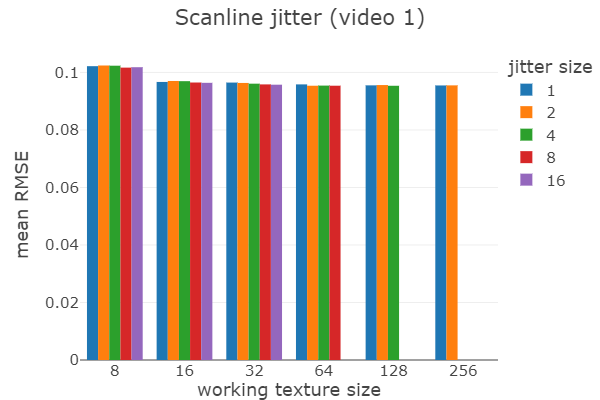 Scanline jitter (video 1)
jitter size
1
2
4
8
16
mean RMSE
0.1
0.08
0.06
0.04
0.02
0
8 16 32 64 128 256
working texture size